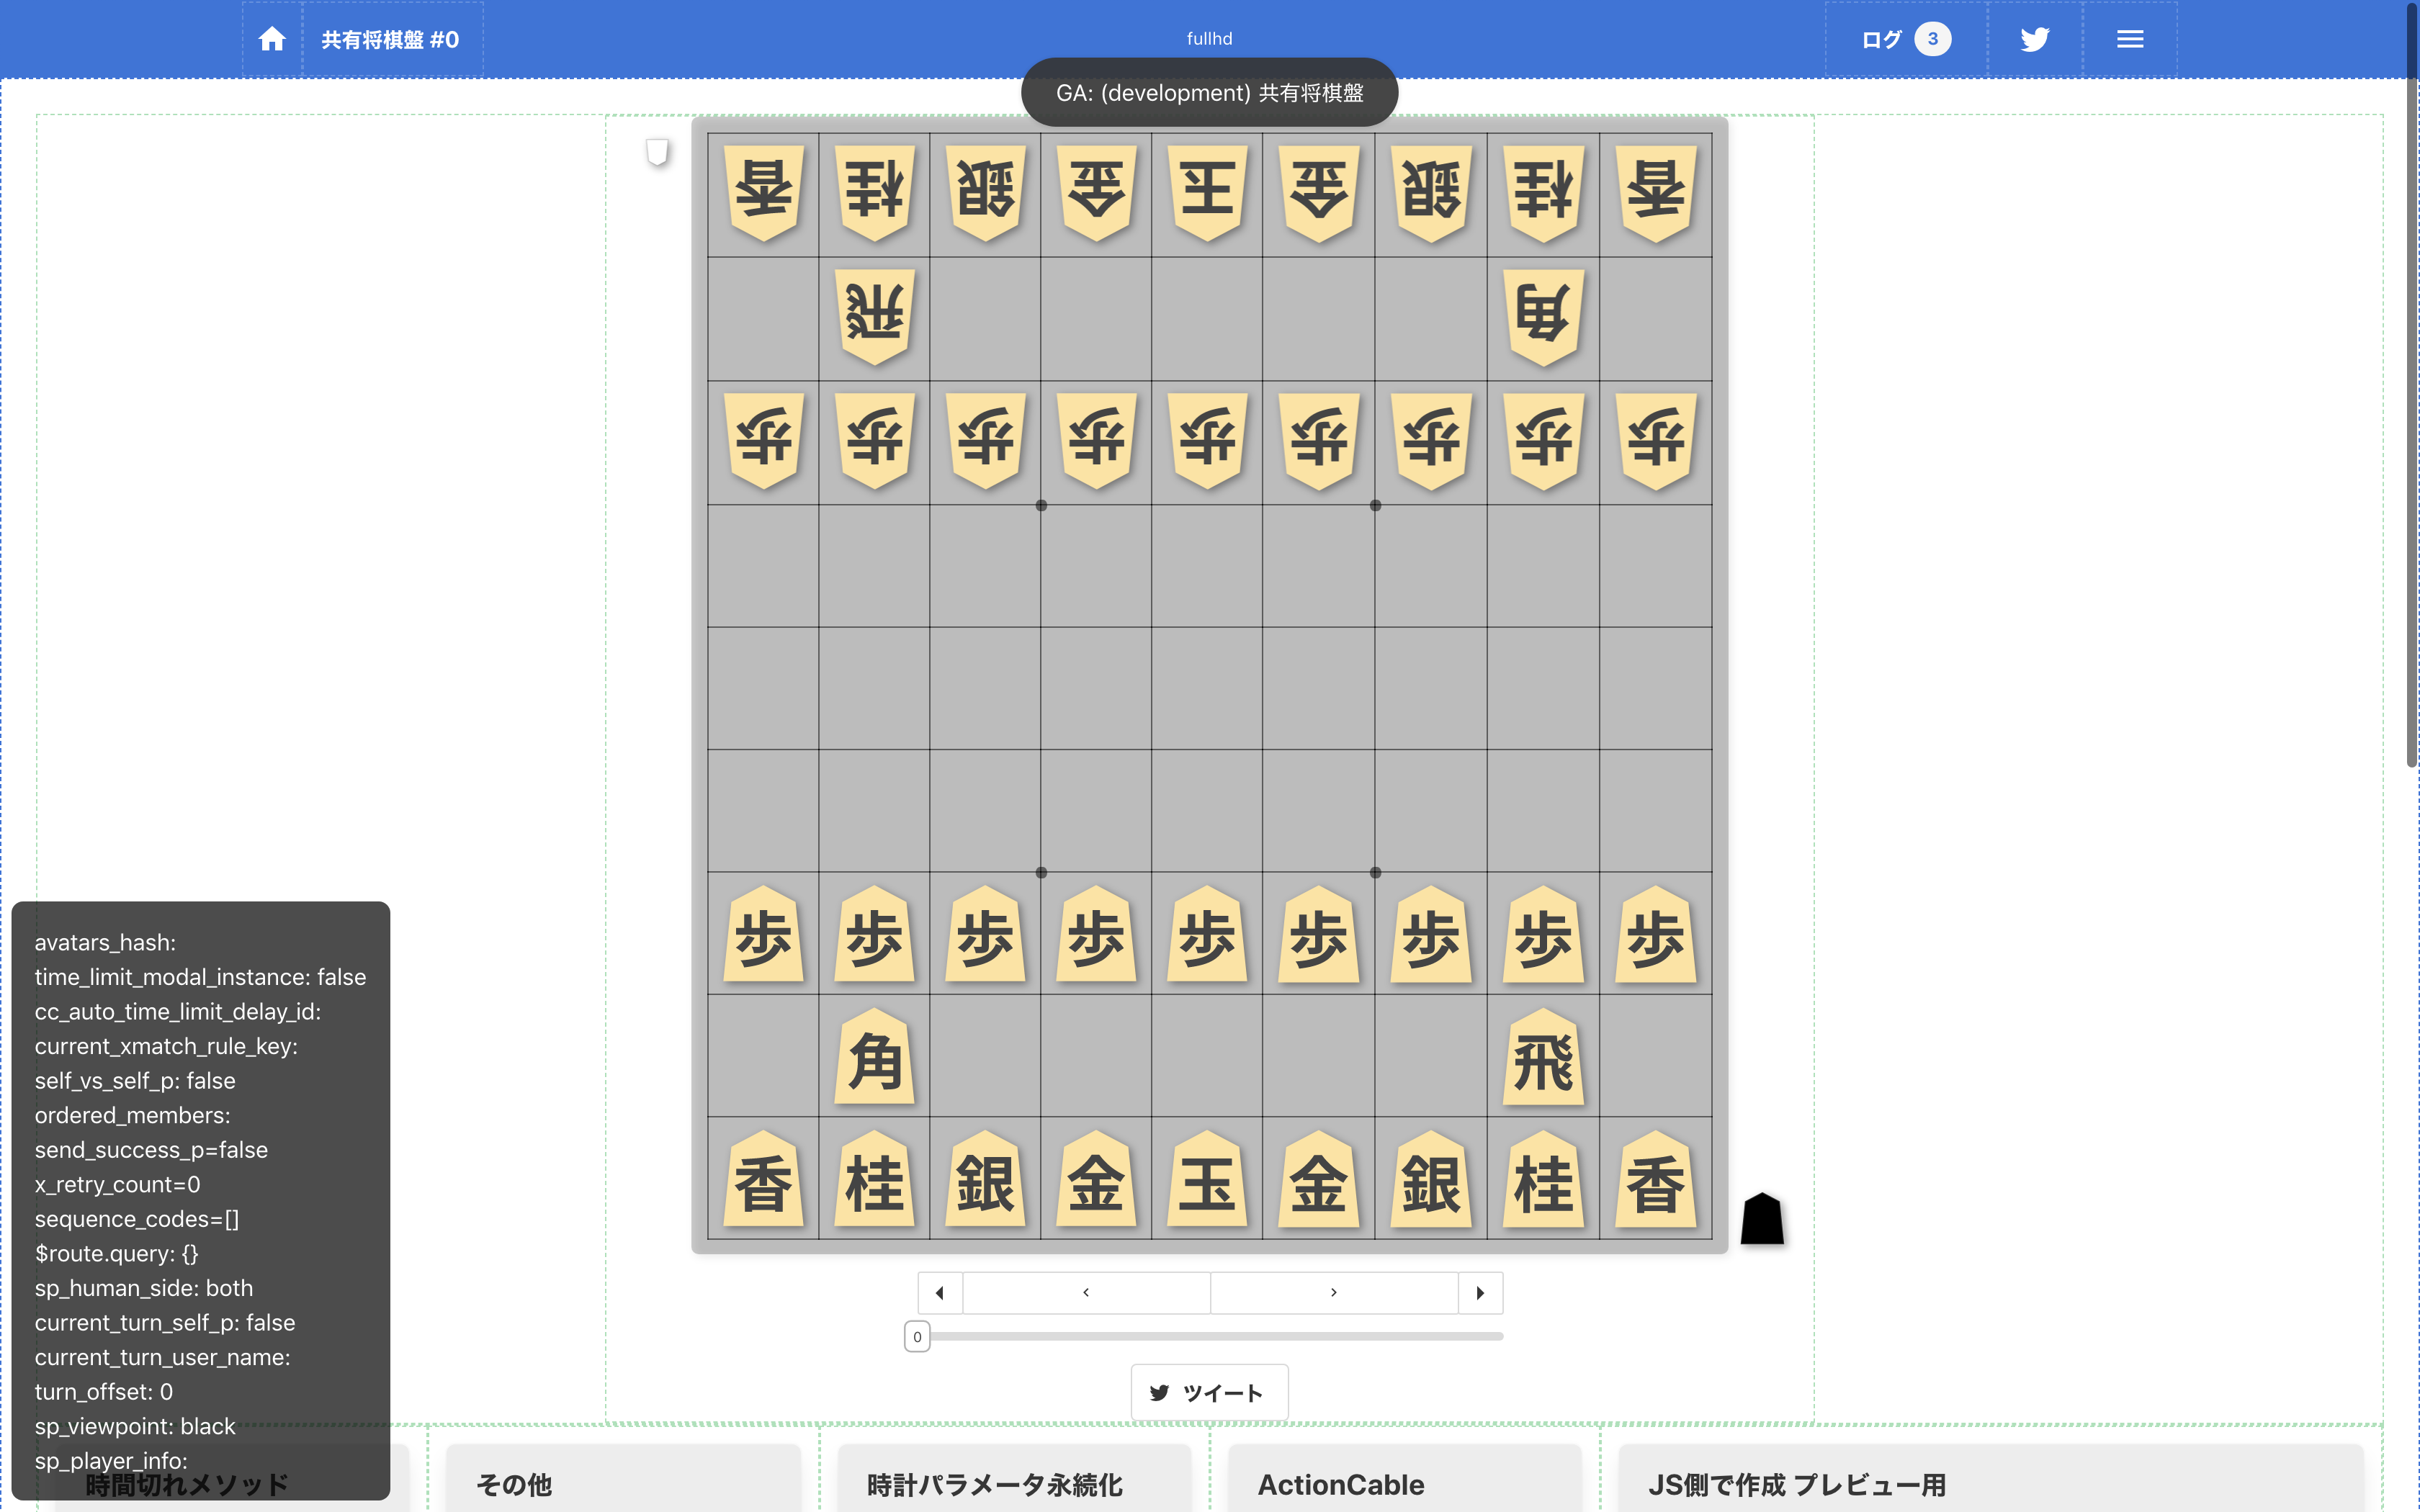 共有将棋盤 #0
fullhd
ログ 3
GA: (development) 共有将棋盤
香 桂 銀 金 玉 金 銀 桂 香
飛 角
歩 歩 歩 歩 歩 歩 歩 歩 歩
歩 歩 歩 歩 歩 歩 歩 歩 歩
角 飛
香 桂 銀 金 玉 金 銀 桂 香
0
ツイート
avatars_hash:
time_limit_modal_instance: false
cc_auto_time_limit_delay_id:
current_xmatch_rule_key:
self_vs_self_p: false
ordered_members:
send_success_p=false
x_retry_count=0
sequence_codes=[]
$route.query: {}
sp_human_side: both
current_turn_self_p: false
current_turn_user_name:
turn_offset: 0
sp_viewpoint: black
sp_player_info:
時間切れメソッド
その他
時計パラメータ永続化
ActionCable
JS側で作成 プレビュー用